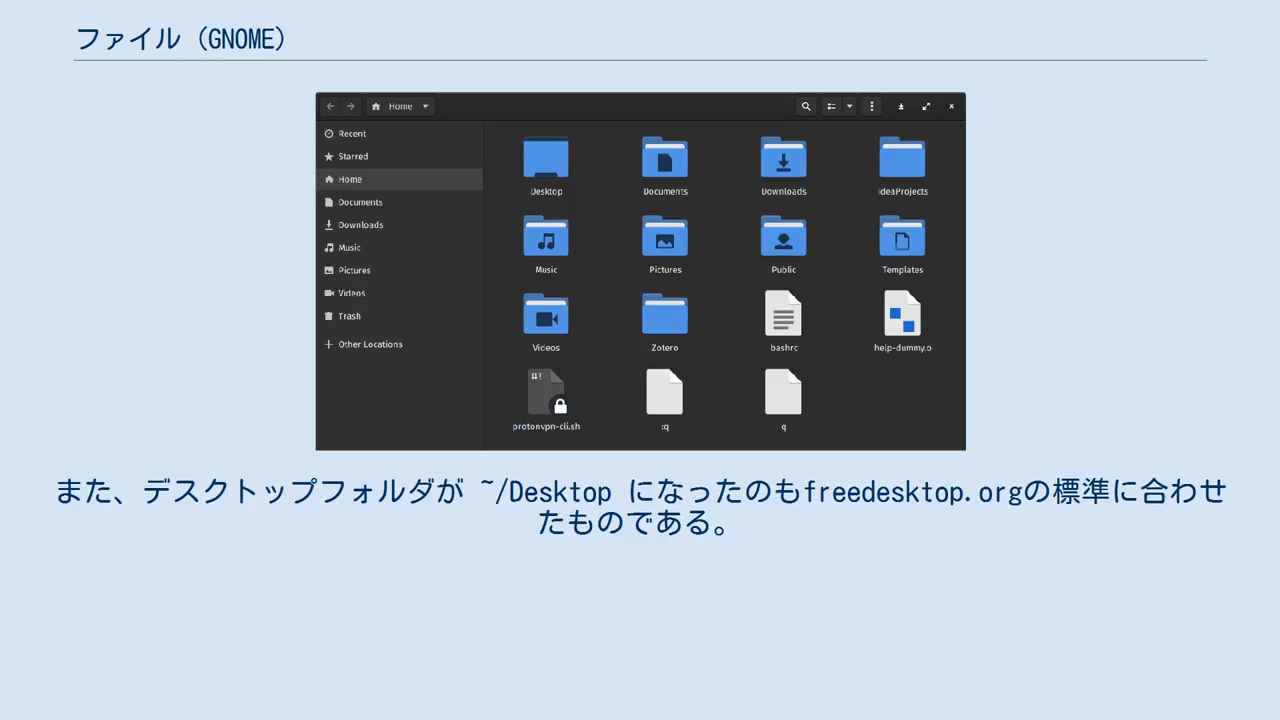 ファイル（GNOME）
Home
Recent
Starred
Home
Documents
Downloads
Music
Pictures
Videos
Trash
Other Locations
Desktop
Documents
Downloads
IdeaProjects
Music
Pictures
Public
Templates
Videos
Zotero
bashrc
help-dummy.o
#!
protonvpn-cli.sh
:q
q
また、デスクトップフォルダが ~/Desktop になったのもfreedesktop.orgの標準に合わせ
たものである。